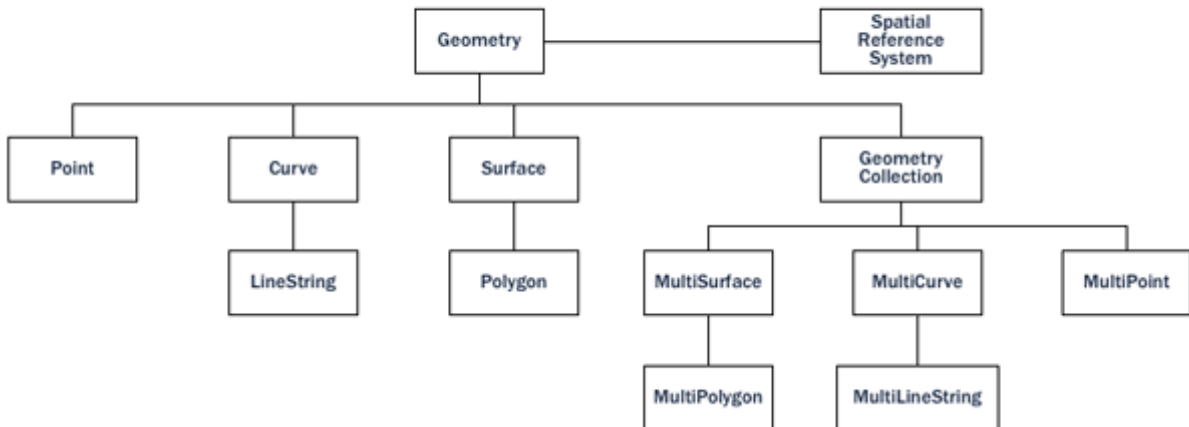 Geometry
Spatial
Reference
System
Point
Curve
Surface
Geometry
Collection
LineString
Polygon
MultiSurface
MultiCurve
MultiPoint
MultiPolygon
MultiLineString